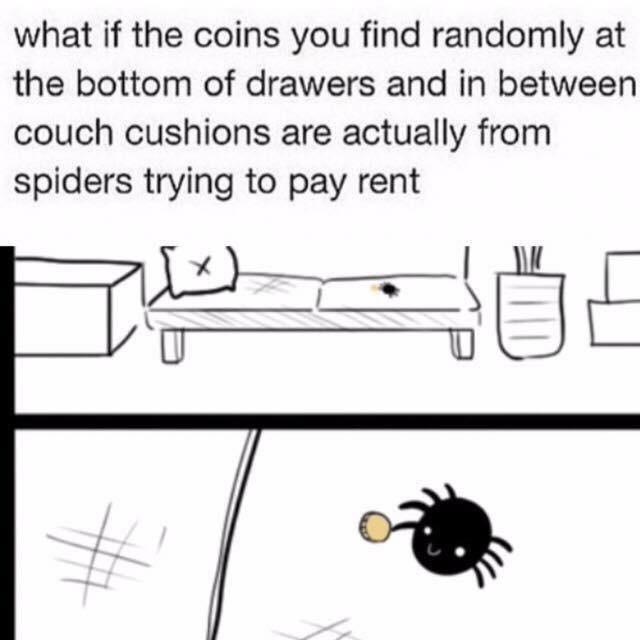 what if the coins you find randomly at
the bottom of drawers and in between
couch cushions are actually from
spiders trying to pay rent